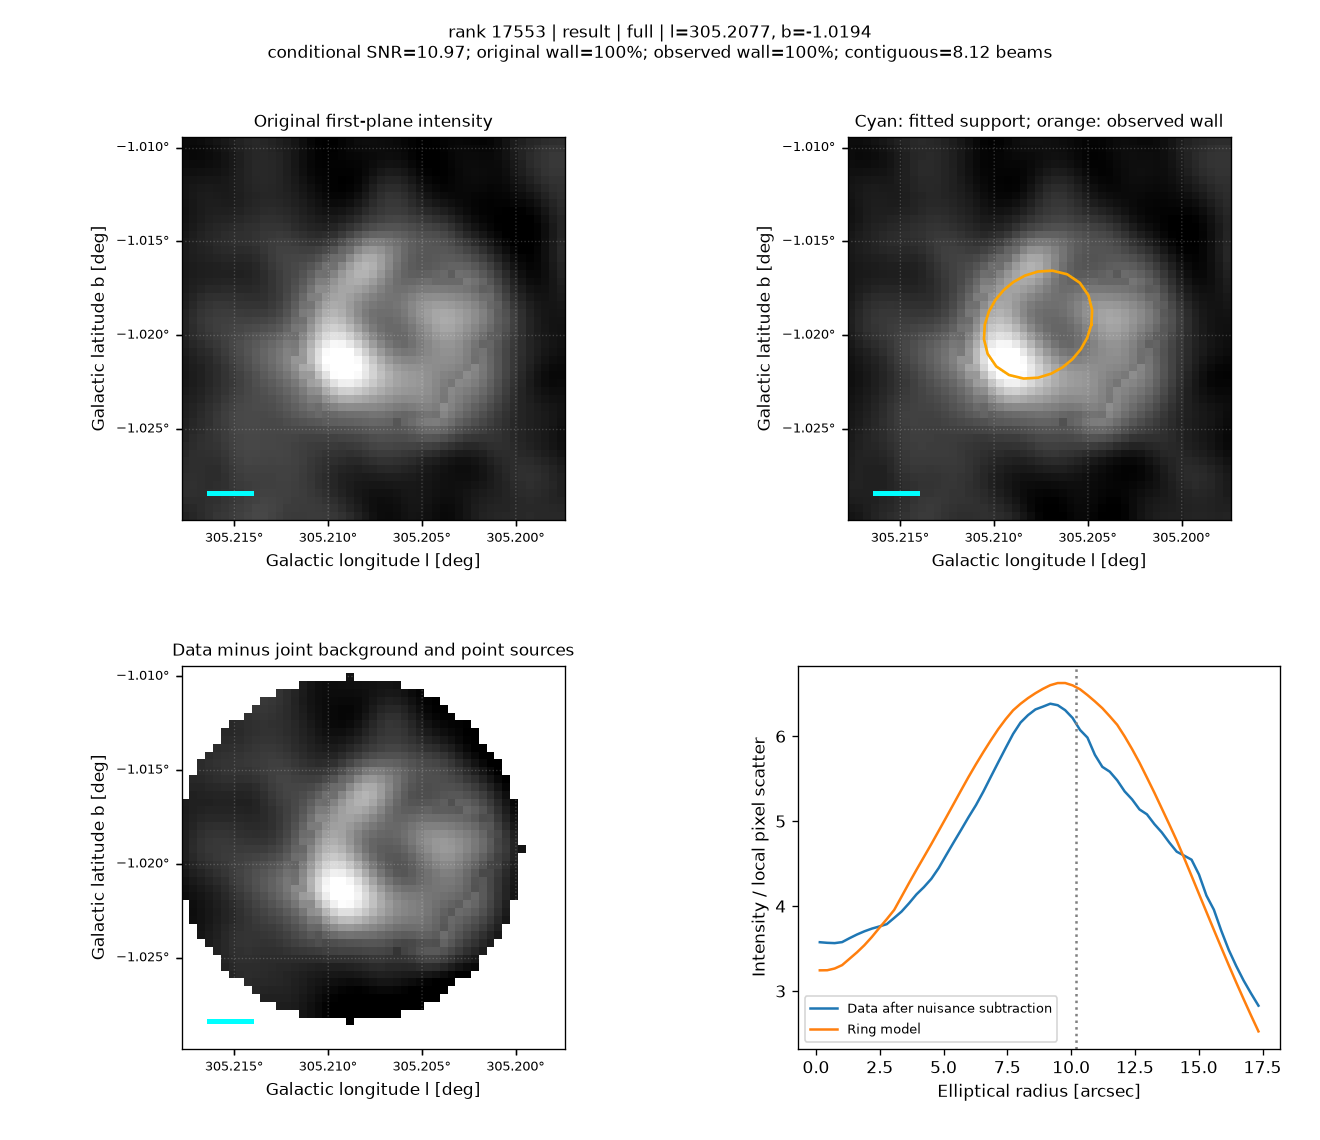 rank 17553 | result | full | l=305.2077, b=-1.0194
conditional SNR=10.97; original wall=100%; observed wall=100%; contiguous=8.12 beams
Original first-plane intensity
−1.010°
−1.015°
−1.020°
−1.025°
Galactic latitude b [deg]
305.215°
305.210°
305.205°
305.200°
Galactic longitude l [deg]
Cyan: fitted support; orange: observed wall
−1.010°
−1.015°
−1.020°
−1.025°
Galactic latitude b [deg]
305.215°
305.210°
305.205°
305.200°
Galactic longitude l [deg]
Data minus joint background and point sources
−1.010°
−1.015°
−1.020°
−1.025°
Galactic latitude b [deg]
305.215°
305.210°
305.205°
305.200°
Galactic longitude l [deg]
6
5
4
3
Intensity / local pixel scatter
Data after nuisance subtraction
Ring model
0.0
2.5
5.0
7.5
10.0
12.5
15.0
17.5
Elliptical radius [arcsec]